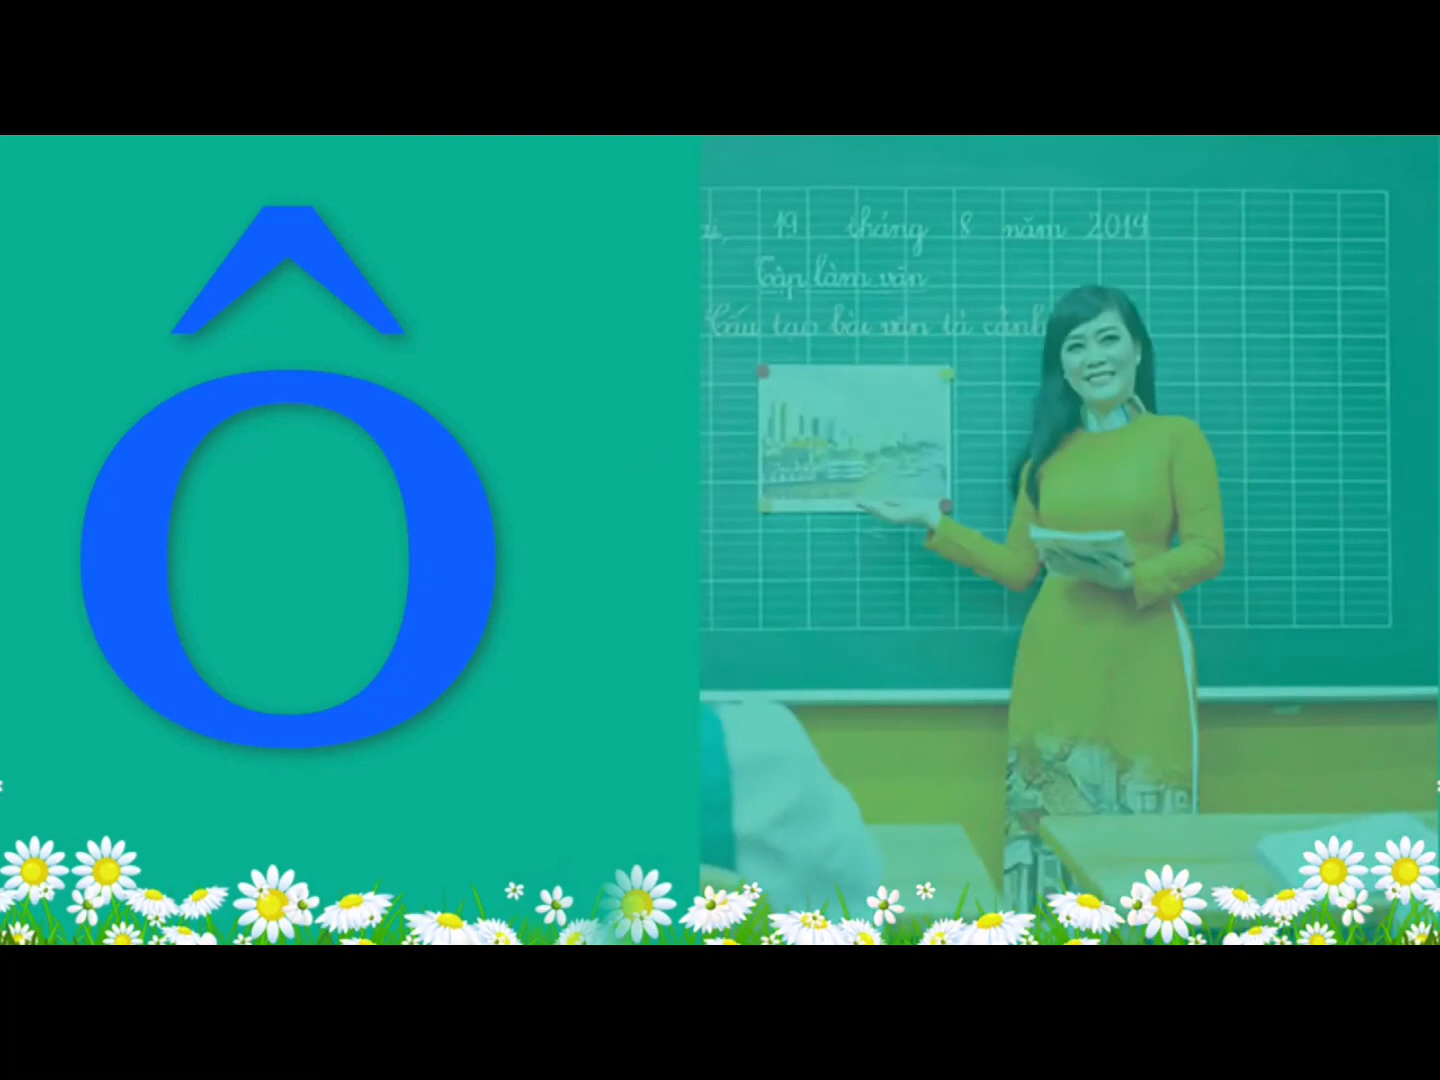 Ô
19 tháng 8 năm 2019
Tập làm văn
Cấu tạo bài văn tả cảnh